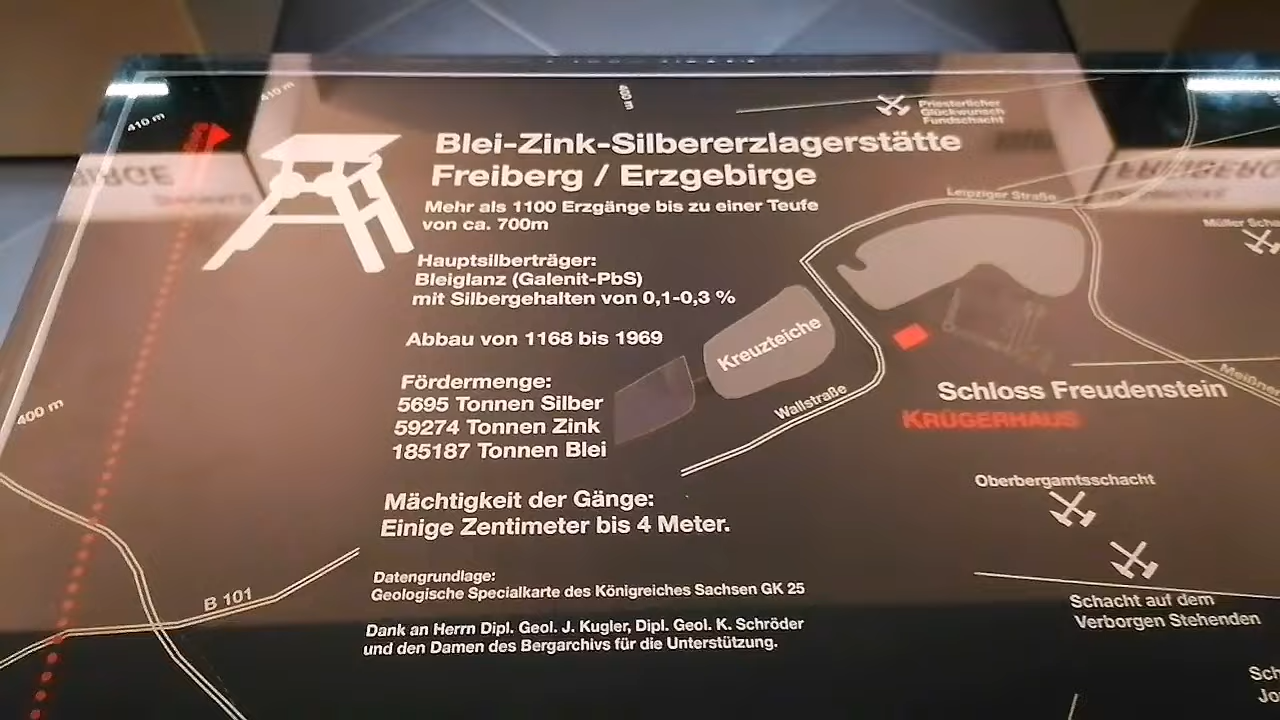 410 m
410 m
400 m
Priesterlicher
Glückwunsch
Fundschacht
Blei-Zink-Silbererzlagerstätte
Freiberg / Erzgebirge
Mehr als 1100 Erzgänge bis zu einer Teufe
von ca. 700m
Leipziger Straße
Hauptsilberträger:
Bleiglanz (Galenit-PbS)
mit Silbergehalten von 0,1-0,3 %
Müller
Abbau von 1168 bis 1969
Kreuzteiche
Fördermenge:
5695 Tonnen Silber
59274 Tonnen Zink
185187 Tonnen Blei
Wallstraße
Schloss Freudenstein
KRÜGERHAUS
400 m
Mächtigkeit der Gänge:
Einige Zentimeter bis 4 Meter.
Oberbergamtsschacht
B 101
Datengrundlage:
Geologische Specialkarte des Königreiches Sachsen GK 25
Schacht auf dem
Verborgen Stehenden
Dank an Herrn Dipl. Geol. J. Kugler, Dipl. Geol. K. Schröder
und den Damen des Bergarchivs für die Unterstützung.